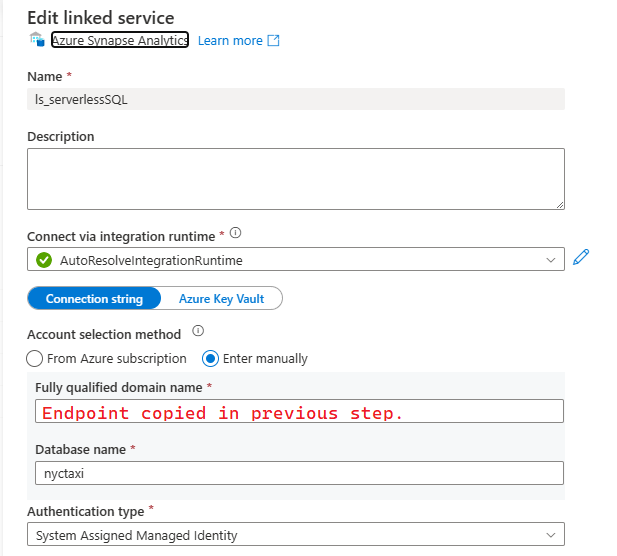 Edit linked service
Azure Synapse Analytics Learn more
Name *
ls_serverlessSQL
Description
Connect via integration runtime *
AutoResolveIntegrationRuntime
Connection string Azure Key Vault
Account selection method
From Azure subscription Enter manually
Fully qualified domain name *
Endpoint copied in previous step.
Database name *
nyctaxi
Authentication type *
System Assigned Managed Identity